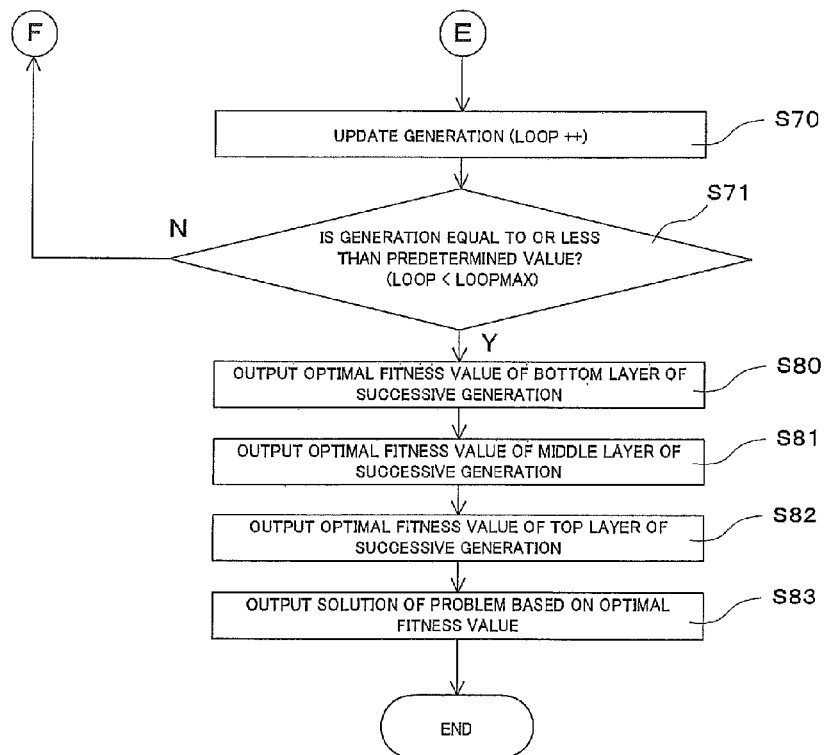 F
E
UPDATE GENERATION (LOOP ++)
S70
S71
N
IS GENERATION EQUAL TO OR LESS
THAN PREDETERMINED VALUE?
(LOOP < LOOPMAX)
Y
S80
OUTPUT OPTIMAL FITNESS VALUE OF BOTTOM LAYER OF
SUCCESSIVE GENERATION
S81
OUTPUT OPTIMAL FITNESS VALUE OF MIDDLE LAYER OF
SUCCESSIVE GENERATION
S82
OUTPUT OPTIMAL FITNESS VALUE OF TOP LAYER OF
SUCCESSIVE GENERATION
S83
OUTPUT SOLUTION OF PROBLEM BASED ON OPTIMAL
FITNESS VALUE
END